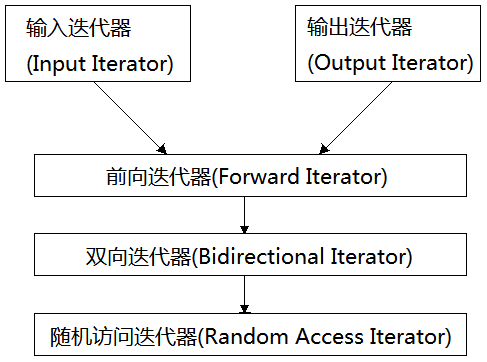 输入迭代器
(Input Iterator)
输出迭代器
(Output Iterator)
前向迭代器(Forward Iterator)
双向迭代器(Bidirectional Iterator)
随机访问迭代器(Random Access Iterator)